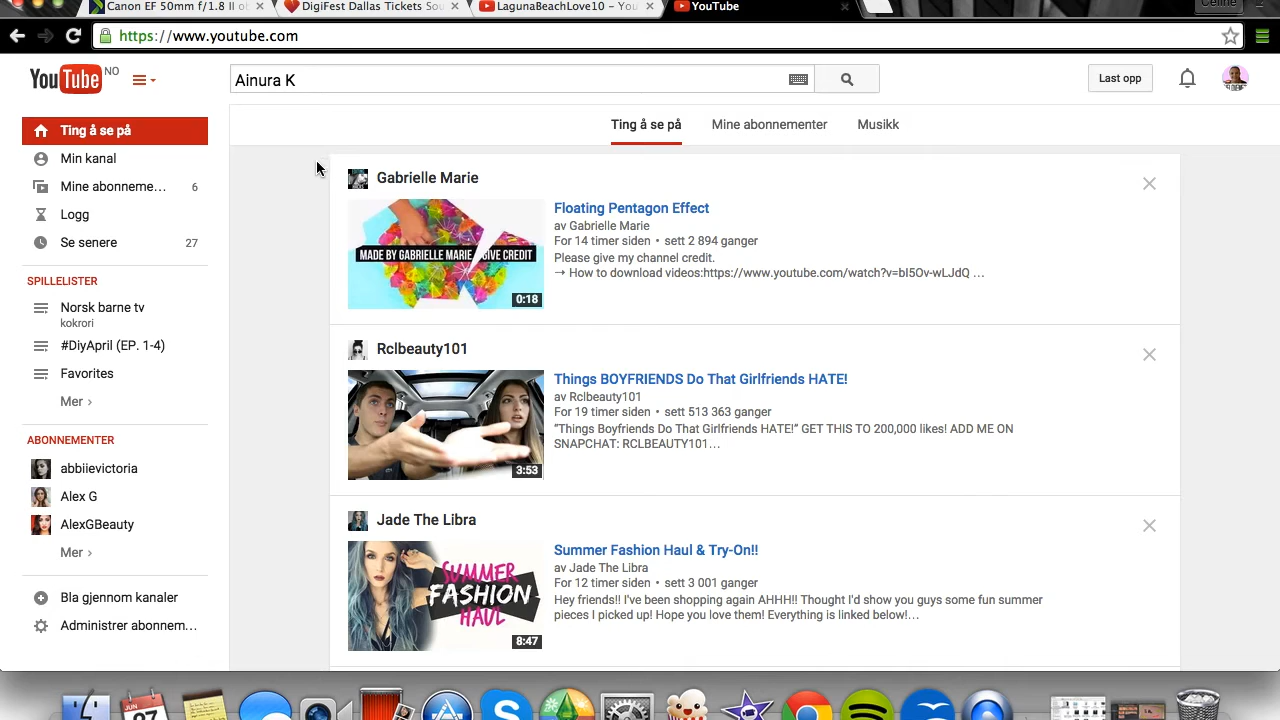 Canon EF 50mm f/1.8 II ob
DigiFest Dallas Tickets Sou
LagunaBeachLove10 - You
YouTube
Celine
https://www.youtube.com
YouTube NO
Ainura K
Last opp
Ting å se på
Mine abonnementer
Musikk
Ting å se på
Min kanal
Mine abonneme... 6
Logg
Se senere 27
SPILLELISTER
Norsk barne tv
kokrori
#DiyApril (EP. 1-4)
Favorites
Mer ›
ABONNEMENTER
abbiievictoria
Alex G
AlexGBeauty
Mer ›
Bla gjennom kanaler
Administrer abonnem...
Gabrielle Marie
MADE BY GABRIELLE MARIE GIVE CREDIT
0:18
Floating Pentagon Effect
av Gabrielle Marie
For 14 timer siden • sett 2 894 ganger
Please give my channel credit.
→ How to download videos:https://www.youtube.com/watch?v=bI5Ov-wLJdQ ...
Rclbeauty101
3:53
Things BOYFRIENDS Do That Girlfriends HATE!
av Rclbeauty101
For 19 timer siden • sett 513 363 ganger
"Things Boyfriends Do That Girlfriends HATE!" GET THIS TO 200,000 likes! ADD ME ON
SNAPCHAT: RCLBEAUTY101...
Jade The Libra
SUMMER
FASHION
HAUL
8:47
Summer Fashion Haul & Try-On!!
av Jade The Libra
For 12 timer siden • sett 3 001 ganger
Hey friends!! I've been shopping again AHHH!! Thought I'd show you guys some fun summer
pieces I picked up! Hope you love them! Everything is linked below!...
JUN